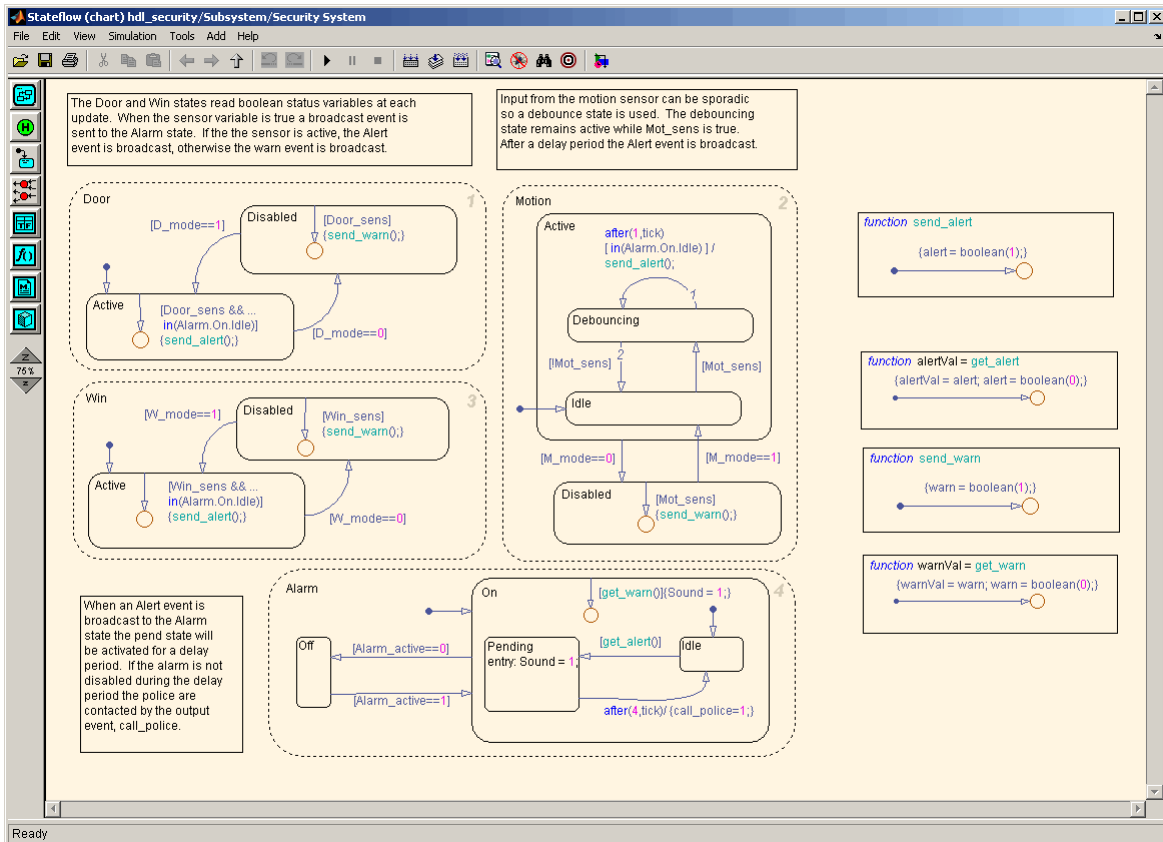 Stateflow (chart) hdl_security/Subsystem/Security System
File Edit View Simulation Tools Add Help
The Door and Win states read boolean status variables at each
update. When the sensor variable is true a broadcast event is
sent to the Alarm state. If the the sensor is active, the Alert
event is broadcast, otherwise the warn event is broadcast.
Input from the motion sensor can be sporadic
so a debounce state is used. The debouncing
state remains active while Mot_sens is true.
After a delay period the Alert event is broadcast.
Door
1
[D_mode==1]
Disabled
[Door_sens]
{send_warn();}
Active
[Door_sens && ...
in(Alarm.On.Idle)]
{send_alert();}
[D_mode==0]
Motion
2
Active
after(1,tick)
[ in(Alarm.On.Idle) ] /
send_alert();
1
Debouncing
2
[!Mot_sens]
[Mot_sens]
Idle
[M_mode==0]
[M_mode==1]
Disabled
[Mot_sens]
{send_warn();}
function send_alert
{alert = boolean(1);}
function alertVal = get_alert
{alertVal = alert; alert = boolean(0);}
function send_warn
{warn = boolean(1);}
function warnVal = get_warn
{warnVal = warn; warn = boolean(0);}
Win
3
[W_mode==1]
Disabled
[Win_sens]
{send_warn();}
Active
[Win_sens && ...
in(Alarm.On.Idle)]
{send_alert();}
[W_mode==0]
When an Alert event is
broadcast to the Alarm
state the pend state will
be activated for a delay
period. If the alarm is not
disabled during the delay
period the police are
contacted by the output
event, call_police.
Alarm
4
On
[get_warn()]{Sound = 1;}
Off
[Alarm_active==0]
[Alarm_active==1]
Pending
entry: Sound = 1;
[get_alert()]
Idle
after(4,tick)/ {call_police=1;}
75%
Ready